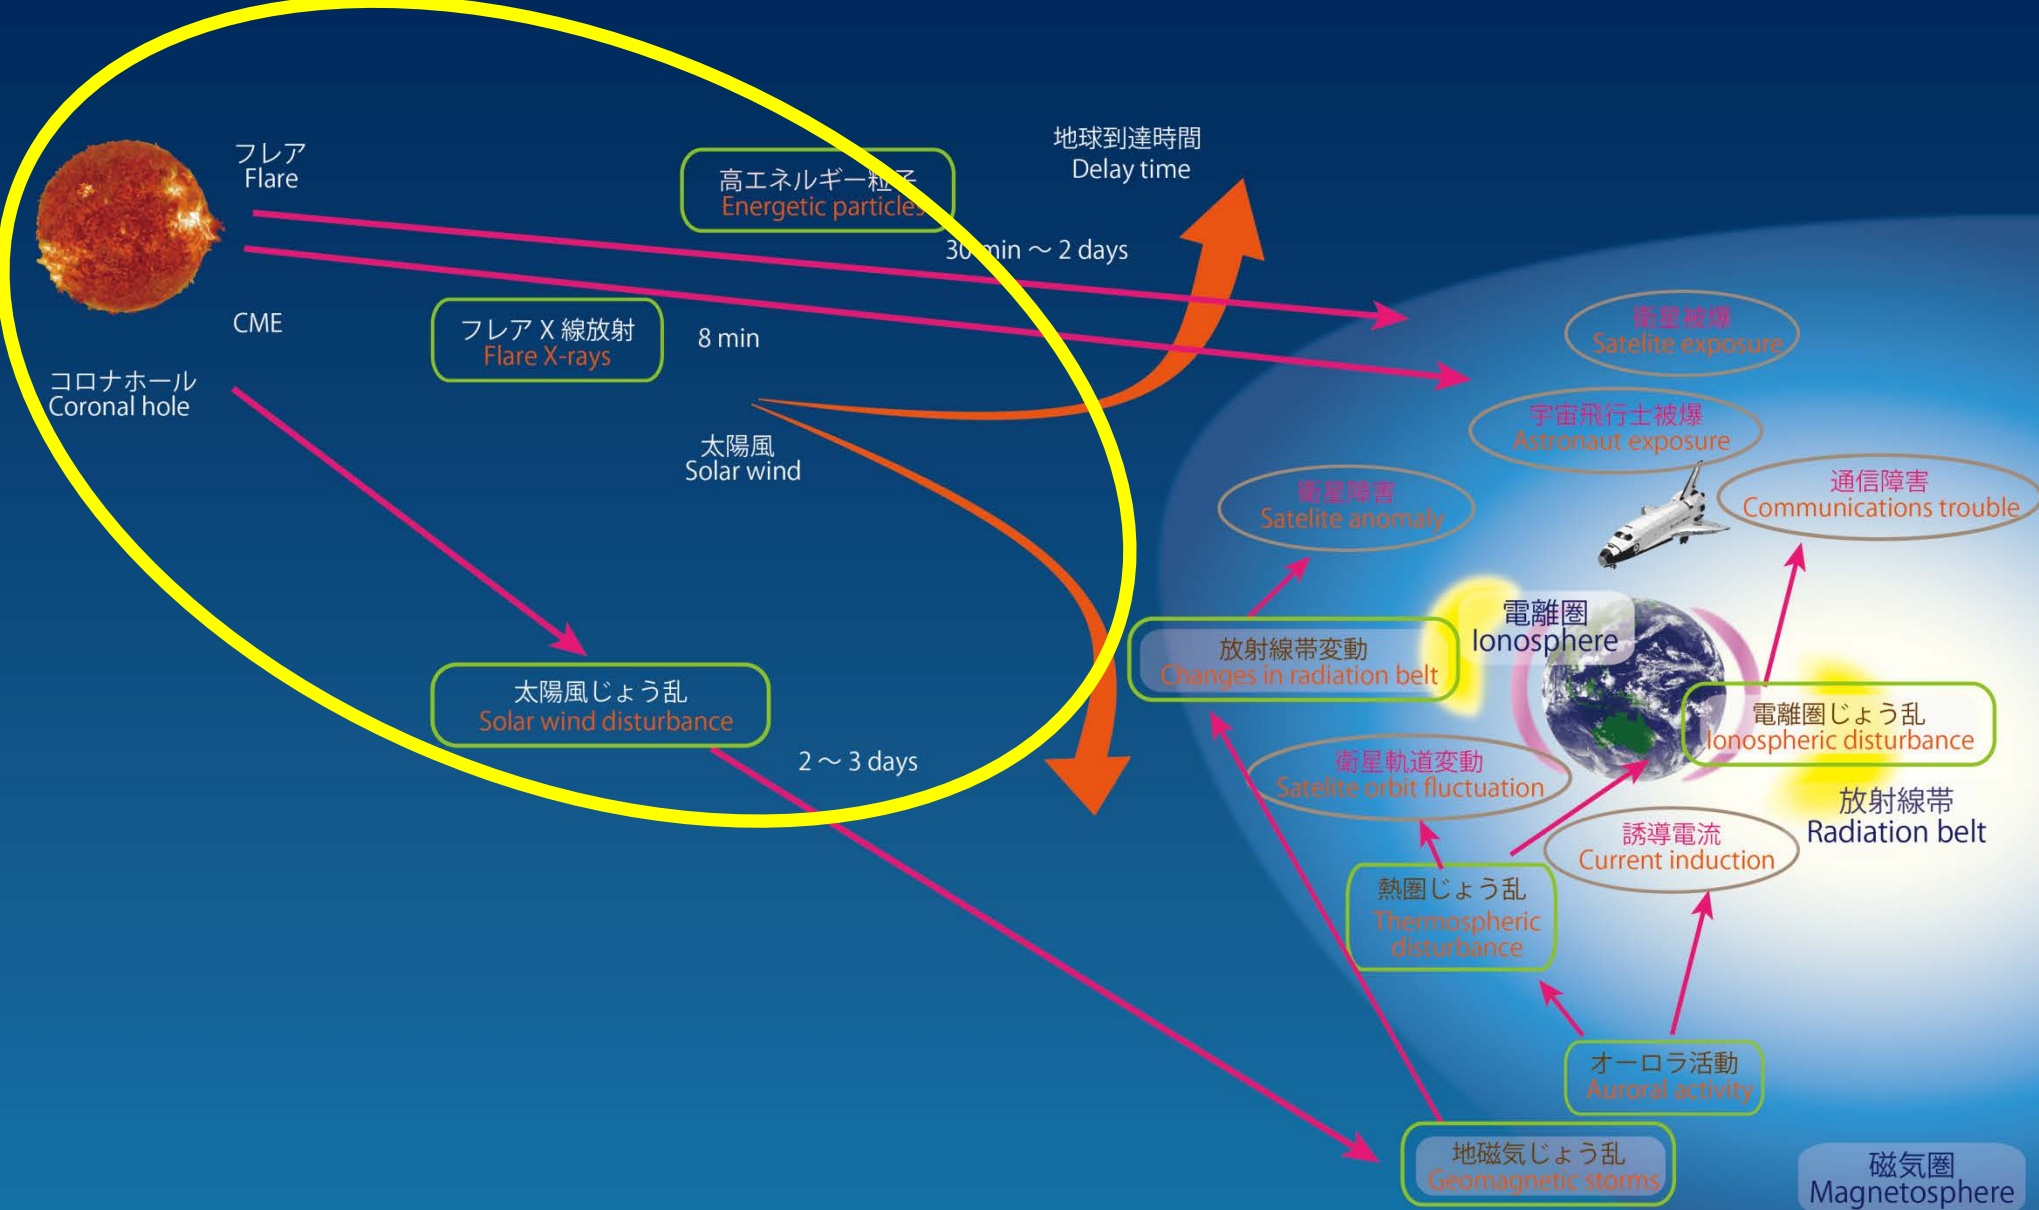 フレア
Flare
高エネルギー粒子
Energetic particles
地球到達時間
Delay time
30 min ～ 2 days
CME
フレア X 線放射
Flare X-rays
8 min
コロナホール
Coronal hole
太陽風
Solar wind
衛星被爆
Satelite exposure
宇宙飛行士被爆
Astronaut exposure
衛星障害
Satelite anomaly
通信障害
Communications trouble
電離圏
Ionosphere
放射線帯変動
Changes in radiation belt
太陽風じょう乱
Solar wind disturbance
2 ～ 3 days
電離圏じょう乱
Ionospheric disturbance
衛星軌道変動
Satelite orbit fluctuation
放射線帯
Radiation belt
誘導電流
Current induction
熱圏じょう乱
Thermospheric
disturbance
オーロラ活動
Auroral activity
地磁気じょう乱
Geomagnetic storms
磁気圏
Magnetosphere